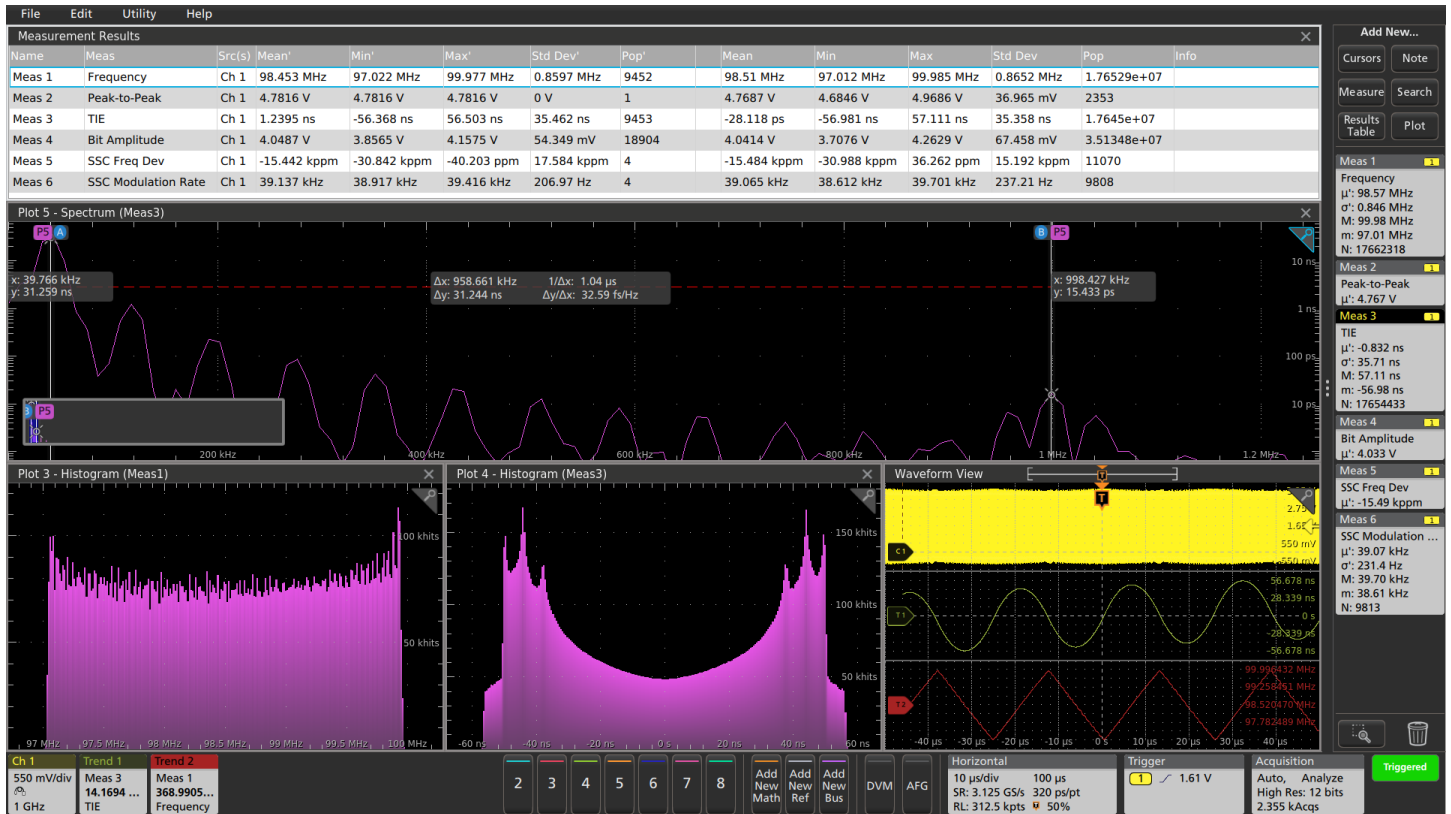 File Edit Utility Help
Measurement Results
Name Meas Src(s) Mean' Min' Max' Std Dev' Pop' Mean Min Max Std Dev Pop Info
Meas 1 Frequency Ch 1 98.453 MHz 97.022 MHz 99.977 MHz 0.8597 MHz 9452 98.51 MHz 97.012 MHz 99.985 MHz 0.8652 MHz 1.76529e+07
Meas 2 Peak-to-Peak Ch 1 4.7816 V 4.7816 V 4.7816 V 0 V 1 4.7687 V 4.6846 V 4.9686 V 36.965 mV 2353
Meas 3 TIE Ch 1 1.2395 ns -56.368 ns 56.503 ns 35.462 ns 9453 -28.118 ps -56.981 ns 57.111 ns 35.358 ns 1.7645e+07
Meas 4 Bit Amplitude Ch 1 4.0487 V 3.8565 V 4.1575 V 54.349 mV 18904 4.0414 V 3.7076 V 4.2629 V 67.458 mV 3.51348e+07
Meas 5 SSC Freq Dev Ch 1 -15.442 kppm -30.842 kppm -40.203 ppm 17.584 kppm 4 -15.484 kppm -30.988 kppm 36.262 ppm 15.192 kppm 11070
Meas 6 SSC Modulation Rate Ch 1 39.137 kHz 38.917 kHz 39.416 kHz 206.97 Hz 4 39.065 kHz 38.612 kHz 39.701 kHz 237.21 Hz 9808
Plot 5 - Spectrum (Meas3)
P5 A
B P5
x: 39.766 kHz
y: 31.259 ns
Δx: 958.661 kHz 1/Δx: 1.04 µs
Δy: 31.244 ns Δy/Δx: 32.59 fs/Hz
x: 998.427 kHz
y: 15.433 ps
10 ns
1 ns
100 ps
10 ps
P5
200 kHz 400 kHz 600 kHz 800 kHz 1 MHz 1.2 MHz
Plot 3 - Histogram (Meas1)
100 khits
50 khits
97 MHz 97.5 MHz 98 MHz 98.5 MHz 99 MHz 99.5 MHz 100 MHz
Plot 4 - Histogram (Meas3)
150 khits
100 khits
50 khits
-60 ns -40 ns -20 ns 0 s 20 ns 40 ns 60 ns
Waveform View
T
T
2.75
1.65
550 mV
C1
-550 mV
56.678 ns
28.339 ns
T1
0 s
-28.339 ns
-56.678 ns
99.996432 MHz
99.258451 MHz
T2
98.520470 MHz
97.782489 MHz
-40 µs -30 µs -20 µs -10 µs 0 s 10 µs 20 µs 30 µs 40 µs
Add New...
Cursors Note
Measure Search
Results Table Plot
Meas 1 1
Frequency
µ': 98.57 MHz
σ': 0.846 MHz
M: 99.98 MHz
m: 97.01 MHz
N: 17662318
Meas 2 1
Peak-to-Peak
µ': 4.767 V
Meas 3 1
TIE
µ': -0.832 ns
σ': 35.71 ns
M: 57.11 ns
m: -56.98 ns
N: 17654433
Meas 4 1
Bit Amplitude
µ': 4.033 V
Meas 5 1
SSC Freq Dev
µ': -15.49 kppm
Meas 6 1
SSC Modulation ...
µ': 39.07 kHz
σ': 231.4 Hz
M: 39.70 kHz
m: 38.61 kHz
N: 9813
Ch 1
550 mV/div
1 GHz
Trend 1
Meas 3
14.1694 ...
TIE
Trend 2
Meas 1
368.9905...
Frequency
2 3 4 5 6 7 8
Add New Math
Add New Ref
Add New Bus
DVM
AFG
Horizontal
10 µs/div 100 µs
SR: 3.125 GS/s 320 ps/pt
RL: 312.5 kpts 50%
Trigger
1 1.61 V
Acquisition
Auto, Analyze
High Res: 12 bits
2.355 kAcqs
Triggered